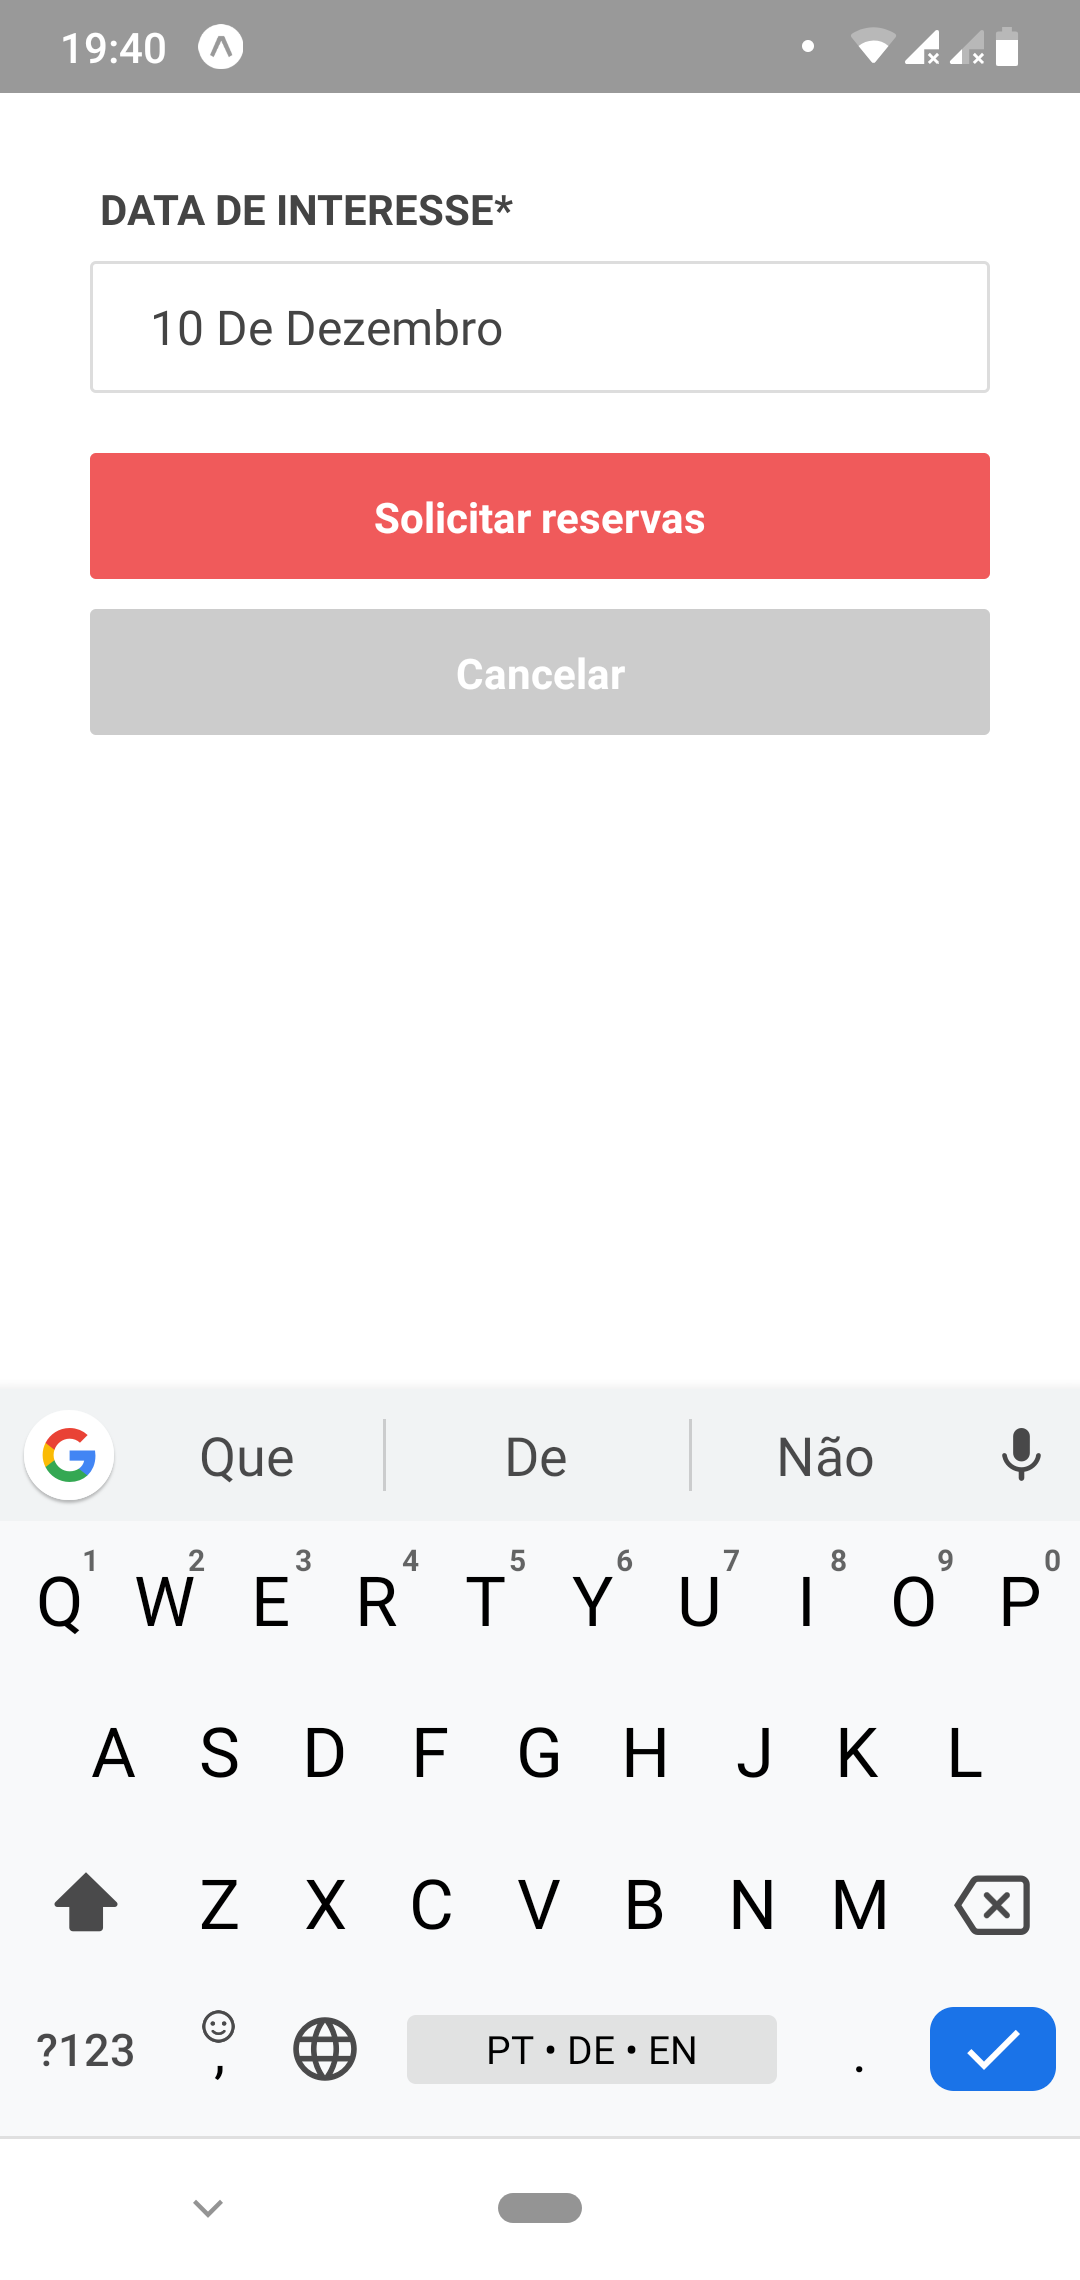 19:40
DATA DE INTERESSE*
10 De Dezembro
Solicitar reservas
Cancelar
Que De Não
1 2 3 4 5 6 7 8 9 0
Q W E R T Y U I O P
A S D F G H J K L
Z X C V B N M
?123 , PT • DE • EN .